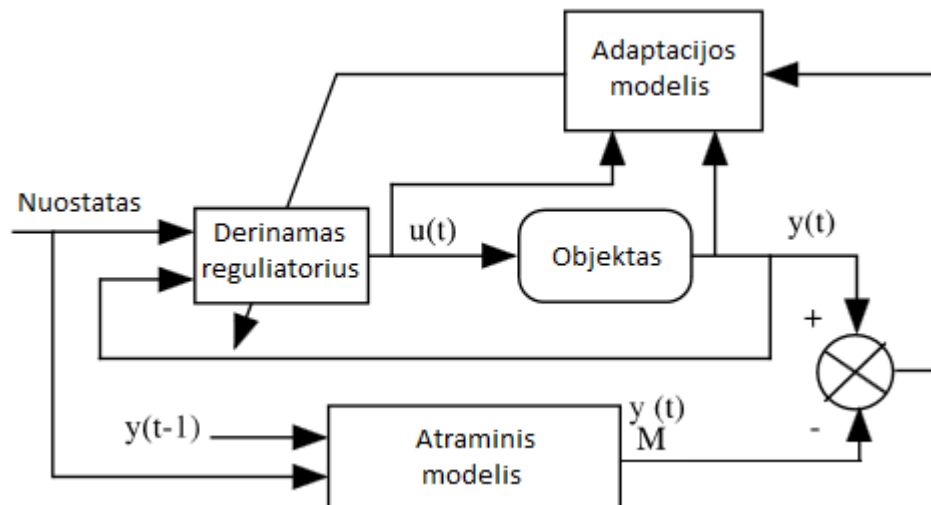 Adaptacijos
modelis
Nuostatas
Derinamas
reguliatorius
u(t)
Objektas
y(t)
+
y(t-1)
Atraminis
modelis
y (t)
M
-